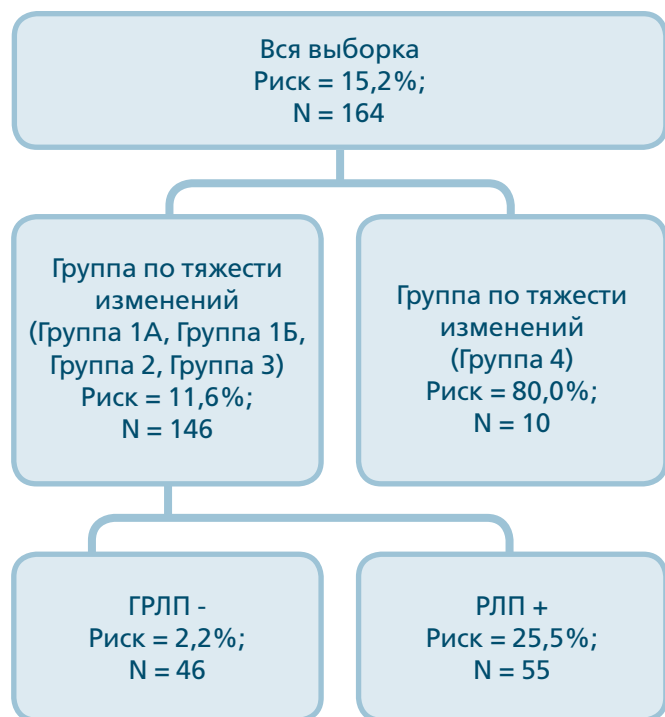 Вся выборка
Риск = 15,2%;
N = 164
Группа по тяжести
изменений
(Группа 1А, Группа 1Б,
Группа 2, Группа 3)
Риск = 11,6%;
N = 146
Группа по тяжести
изменений
(Группа 4)
Риск = 80,0%;
N = 10
ГРЛП -
Риск = 2,2%;
N = 46
РЛП +
Риск = 25,5%;
N = 55